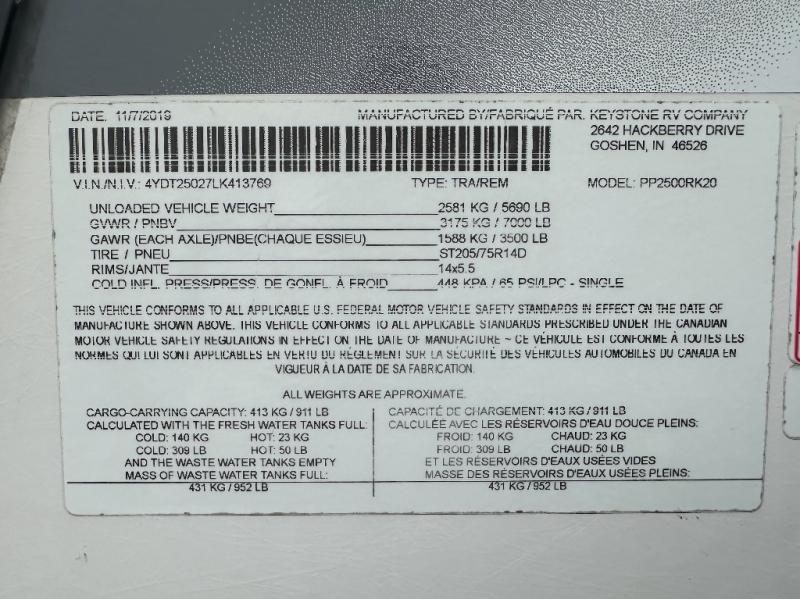 DATE. 11/7/2019 MANUFACTURED BY/FABRIQUÉ PAR. KEYSTONE RV COMPANY
2642 HACKBERRY DRIVE
GOSHEN, IN 46526
V.I.N./N.I.V.: 4YDT25027LK413769 TYPE: TRA/REM MODEL: PP2500RK20
UNLOADED VEHICLE WEIGHT 2581 KG / 5690 LB
GVWR / PNBV 3175 KG / 7000 LB
GAWR (EACH AXLE)/PNBE(CHAQUE ESSIEU) 1588 KG / 3500 LB
TIRE / PNEU ST205/75R14D
RIMS/JANTE 14x5.5
COLD INFL. PRESS/PRESS. DE GONFL. À FROID 448 KPA / 65 PSI/LPC - SINGLE
THIS VEHICLE CONFORMS TO ALL APPLICABLE U.S. FEDERAL MOTOR VEHICLE SAFETY STANDARDS IN EFFECT ON THE DATE OF
MANUFACTURE SHOWN ABOVE. THIS VEHICLE CONFORMS TO ALL APPLICABLE STANDARDS PRESCRIBED UNDER THE CANADIAN
MOTOR VEHICLE SAFETY REGULATIONS IN EFFECT ON THE DATE OF MANUFACTURE ~ CE VÉHICULE EST CONFORME À TOUTES LES
NORMES QUI LUI SONT APPLICABLES EN VERTU DU RÈGLEMENT SUR LA SÉCURITÉ DES VÉHICULES AUTOMOBILES DU CANADA EN
VIGUEUR À LA DATE DE SA FABRICATION.
ALL WEIGHTS ARE APPROXIMATE.
CARGO-CARRYING CAPACITY: 413 KG / 911 LB
CALCULATED WITH THE FRESH WATER TANKS FULL:
COLD: 140 KG HOT: 23 KG
COLD: 309 LB HOT: 50 LB
AND THE WASTE WATER TANKS EMPTY
MASS OF WASTE WATER TANKS FULL:
431 KG / 952 LB
CAPACITÉ DE CHARGEMENT: 413 KG / 911 LB
CALCULÉE AVEC LES RÉSERVOIRS D'EAU DOUCE PLEINS:
FROID: 140 KG CHAUD: 23 KG
FROID: 309 LB CHAUD: 50 LB
ET LES RÉSERVOIRS D'EAUX USÉES VIDES
MASSE DES RÉSERVOIRS D'EAUX USÉES PLEINS:
431 KG / 952 LB